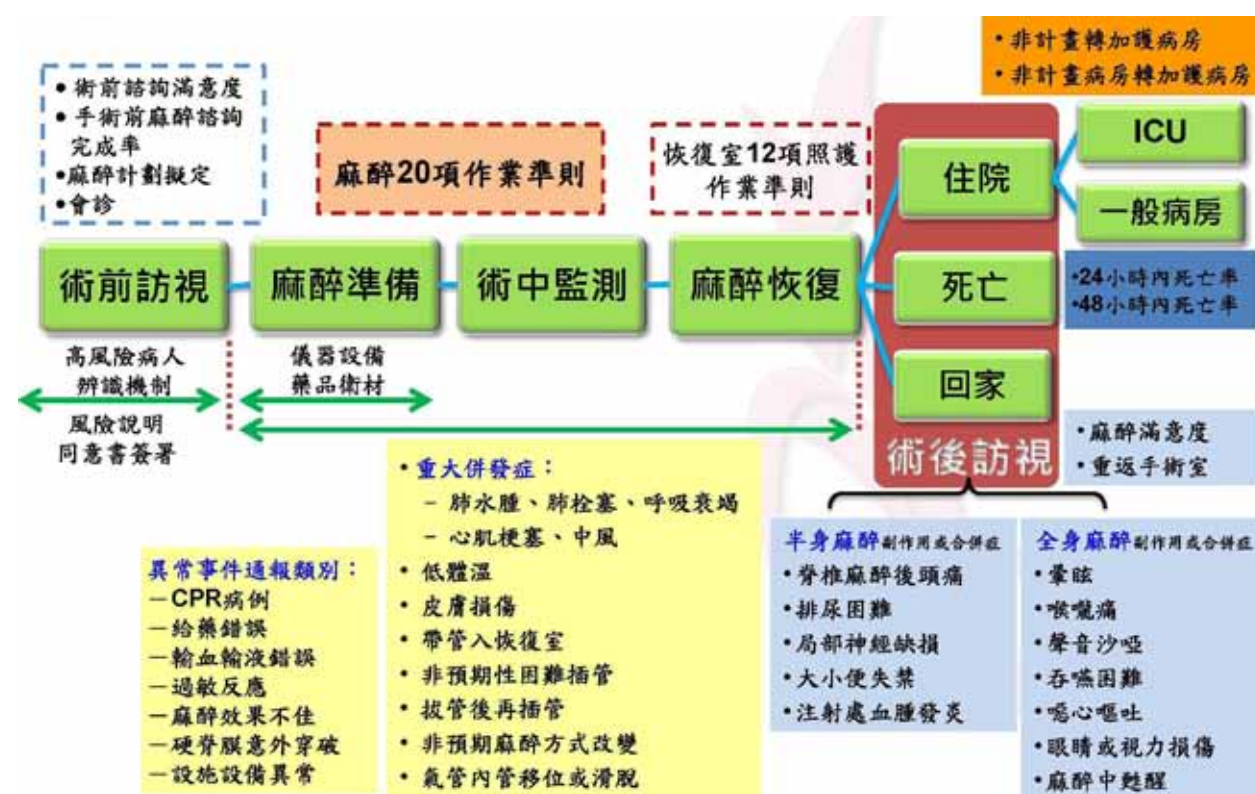 • 非計畫轉加護病房
• 非計畫病房轉加護病房
• 術前諮詢滿意度
• 手術前麻醉諮詢
完成率
•麻醉計劃擬定
•會診
麻醉20項作業準則
恢復室12項照護
作業準則
住院
ICU
一般病房
術前訪視
麻醉準備
術中監測
麻醉恢復
死亡
•24小時內死亡率
•48小時內死亡率
回家
術後訪視
高風險病人
辨識機制
風險說明
同意書簽署
儀器設備
藥品衛材
•麻醉滿意度
•重返手術室
異常事件通報類別：
－CPR病例
－給藥錯誤
－輸血輸液錯誤
－過敏反應
－麻醉效果不佳
－硬脊膜意外穿破
－設施設備異常
• 重大併發症：
– 肺水腫、肺栓塞、呼吸衰竭
– 心肌梗塞、中風
• 低體溫
• 皮膚損傷
• 帶管入恢復室
• 非預期性困難插管
• 拔管後再插管
• 非預期麻醉方式改變
• 氣管內管移位或滑脫
半身麻醉副作用或合併症
•脊椎麻醉後頭痛
•排尿困難
•局部神經缺損
•大小便失禁
•注射處血腫發炎
全身麻醉副作用或合併症
•暈眩
•喉嚨痛
•聲音沙啞
•吞嚥困難
•噁心嘔吐
•眼睛或視力損傷
•麻醉中甦醒